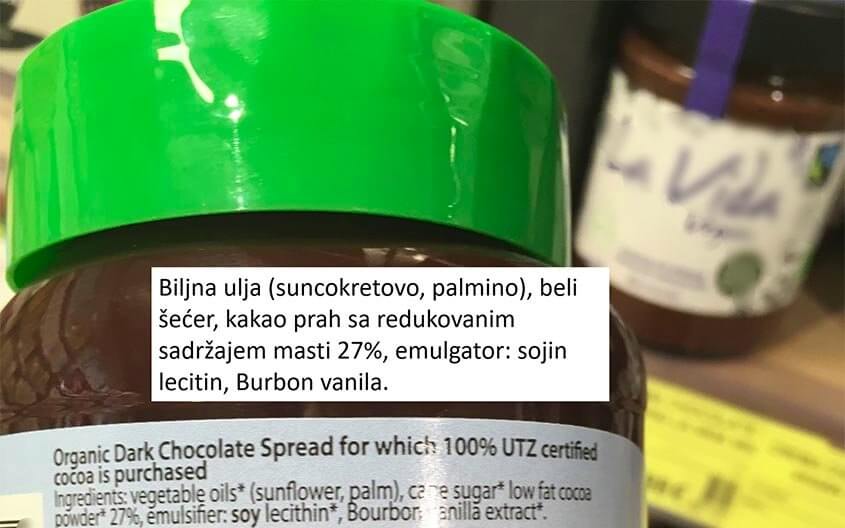 Biljna ulja (suncokretovo, palmino), beli
šećer, kakao prah sa redukovanim
sadržajem masti 27%, emulgator: sojin
lecitin, Burbon vanila.
La Vida
Organic Dark Chocolate Spread for which 100% UTZ certified
cocoa is purchased
Ingredients: vegetable oils* (sunflower, palm), sugar* low fat cocoa
powder* 27%, emulsifier: soy lecithin*, extract*.